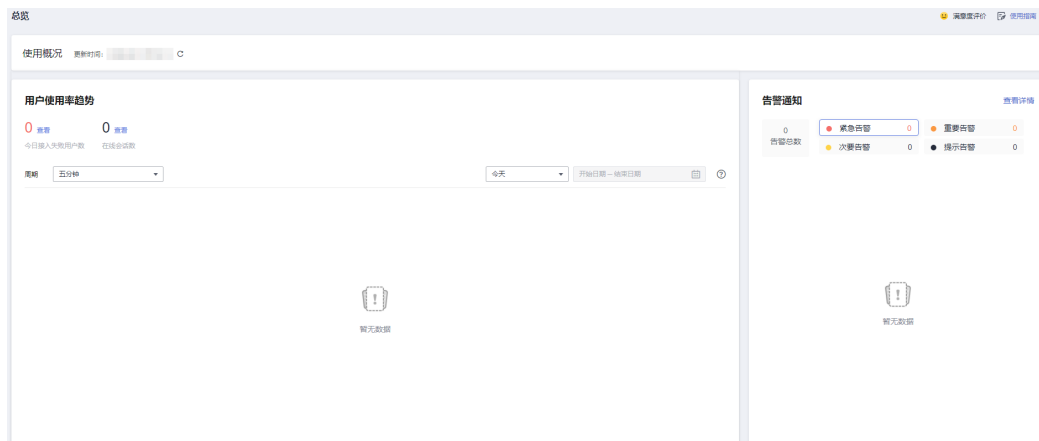 总览
满意度评价 使用指南
使用概况 更新时间:
用户使用率趋势
0 查看 0 查看
今日接入失败用户数 在线会话数
周期 五分钟 今天 开始日期 – 结束日期
暂无数据
告警通知 查看详情
0 告警总数
紧急告警 0 重要告警 0
次要告警 0 提示告警 0
暂无数据